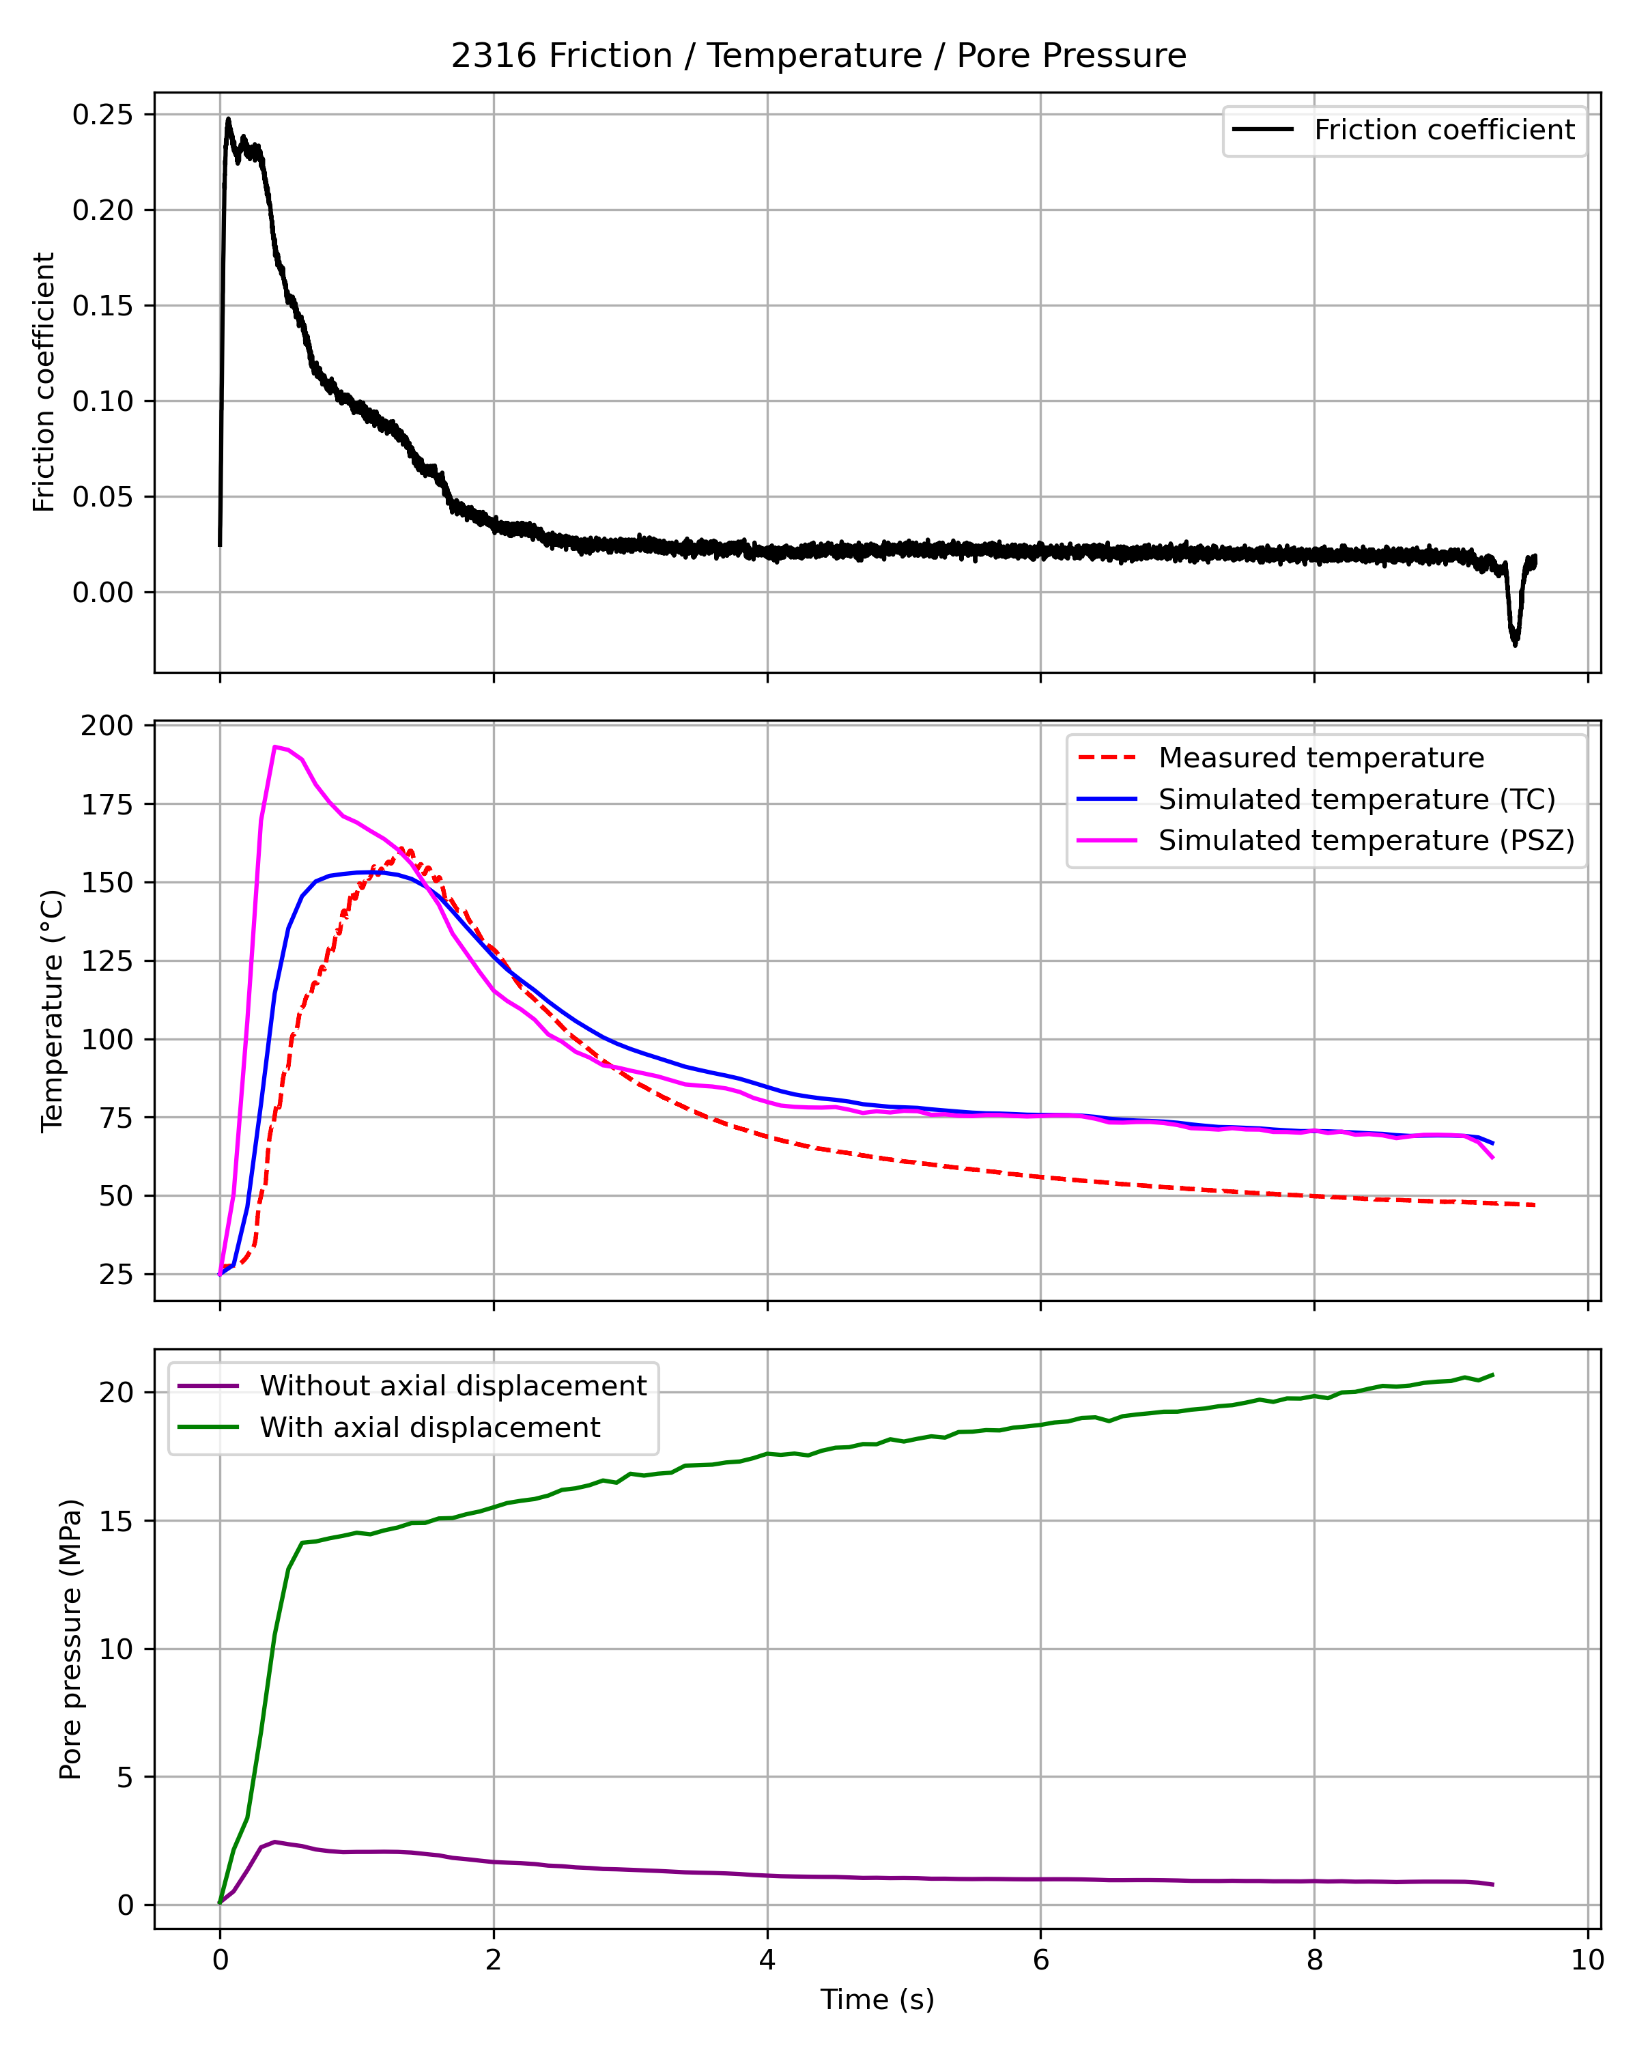 2316 Friction / Temperature / Pore Pressure
Friction coefficient
0.25
0.20
0.15
0.10
0.05
0.00
Friction coefficient
Temperature (°C)
200
175
150
125
100
75
50
25
Measured temperature
Simulated temperature (TC)
Simulated temperature (PSZ)
Pore pressure (MPa)
20
15
10
5
0
Without axial displacement
With axial displacement
0 2 4 6 8 10
Time (s)